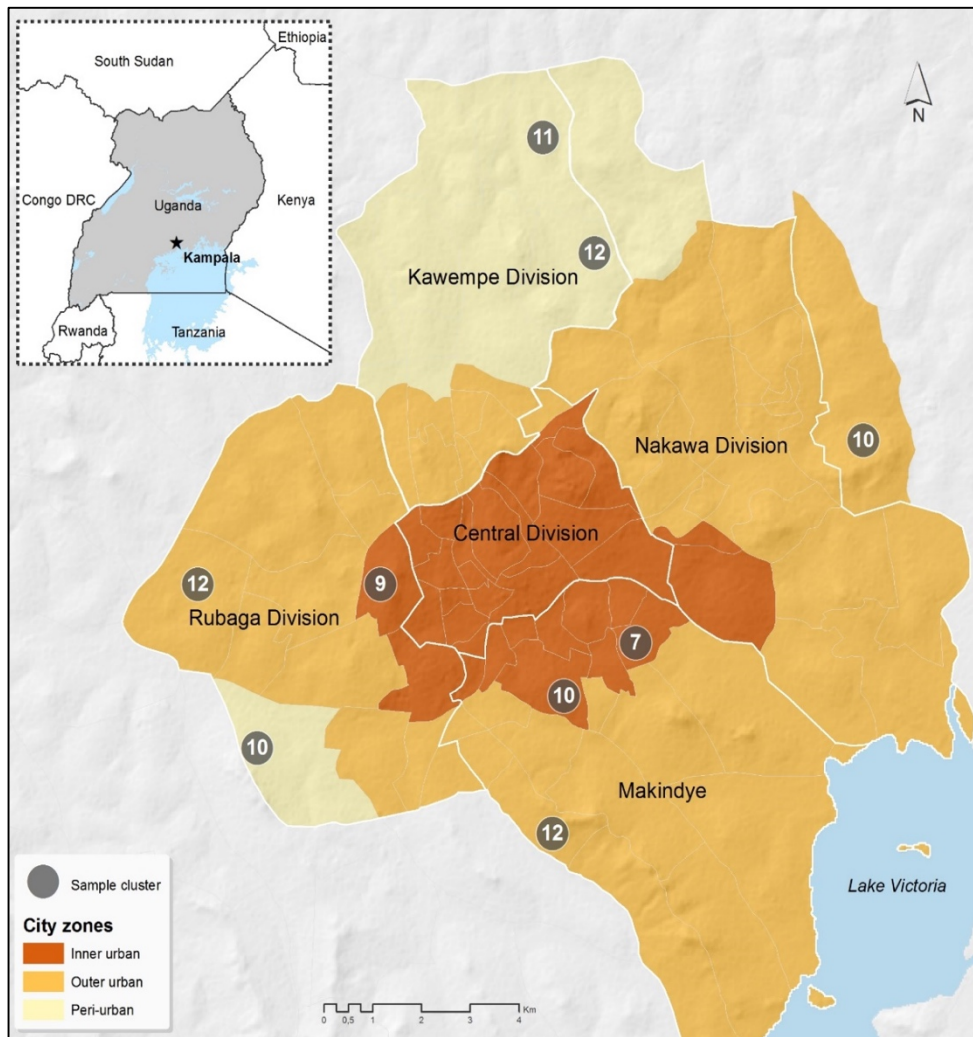 Ethiopia
South Sudan
Congo DRC
Uganda
Kenya
Kampala
Rwanda
Tanzania
N
11
12
Kawempe Division
Nakawa Division
10
Central Division
12
9
Rubaga Division
7
10
10
Makindye
12
Lake Victoria
Sample cluster
City zones
Inner urban
Outer urban
Peri-urban
0 0,5 1 2 3 4 Km